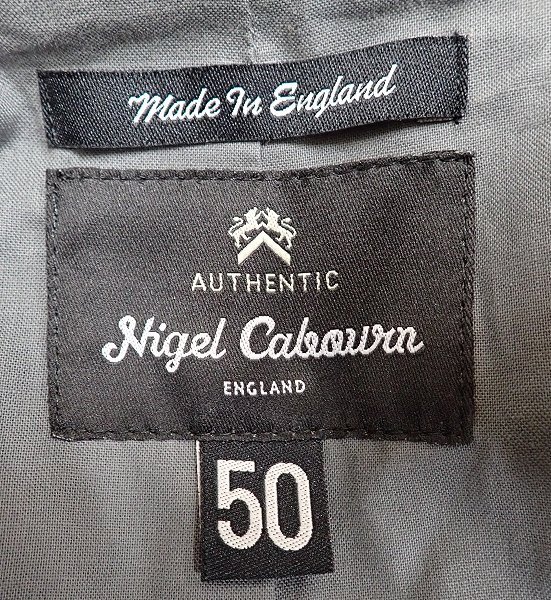 Made In England
AUTHENTIC
Nigel Cabourn
ENGLAND
50